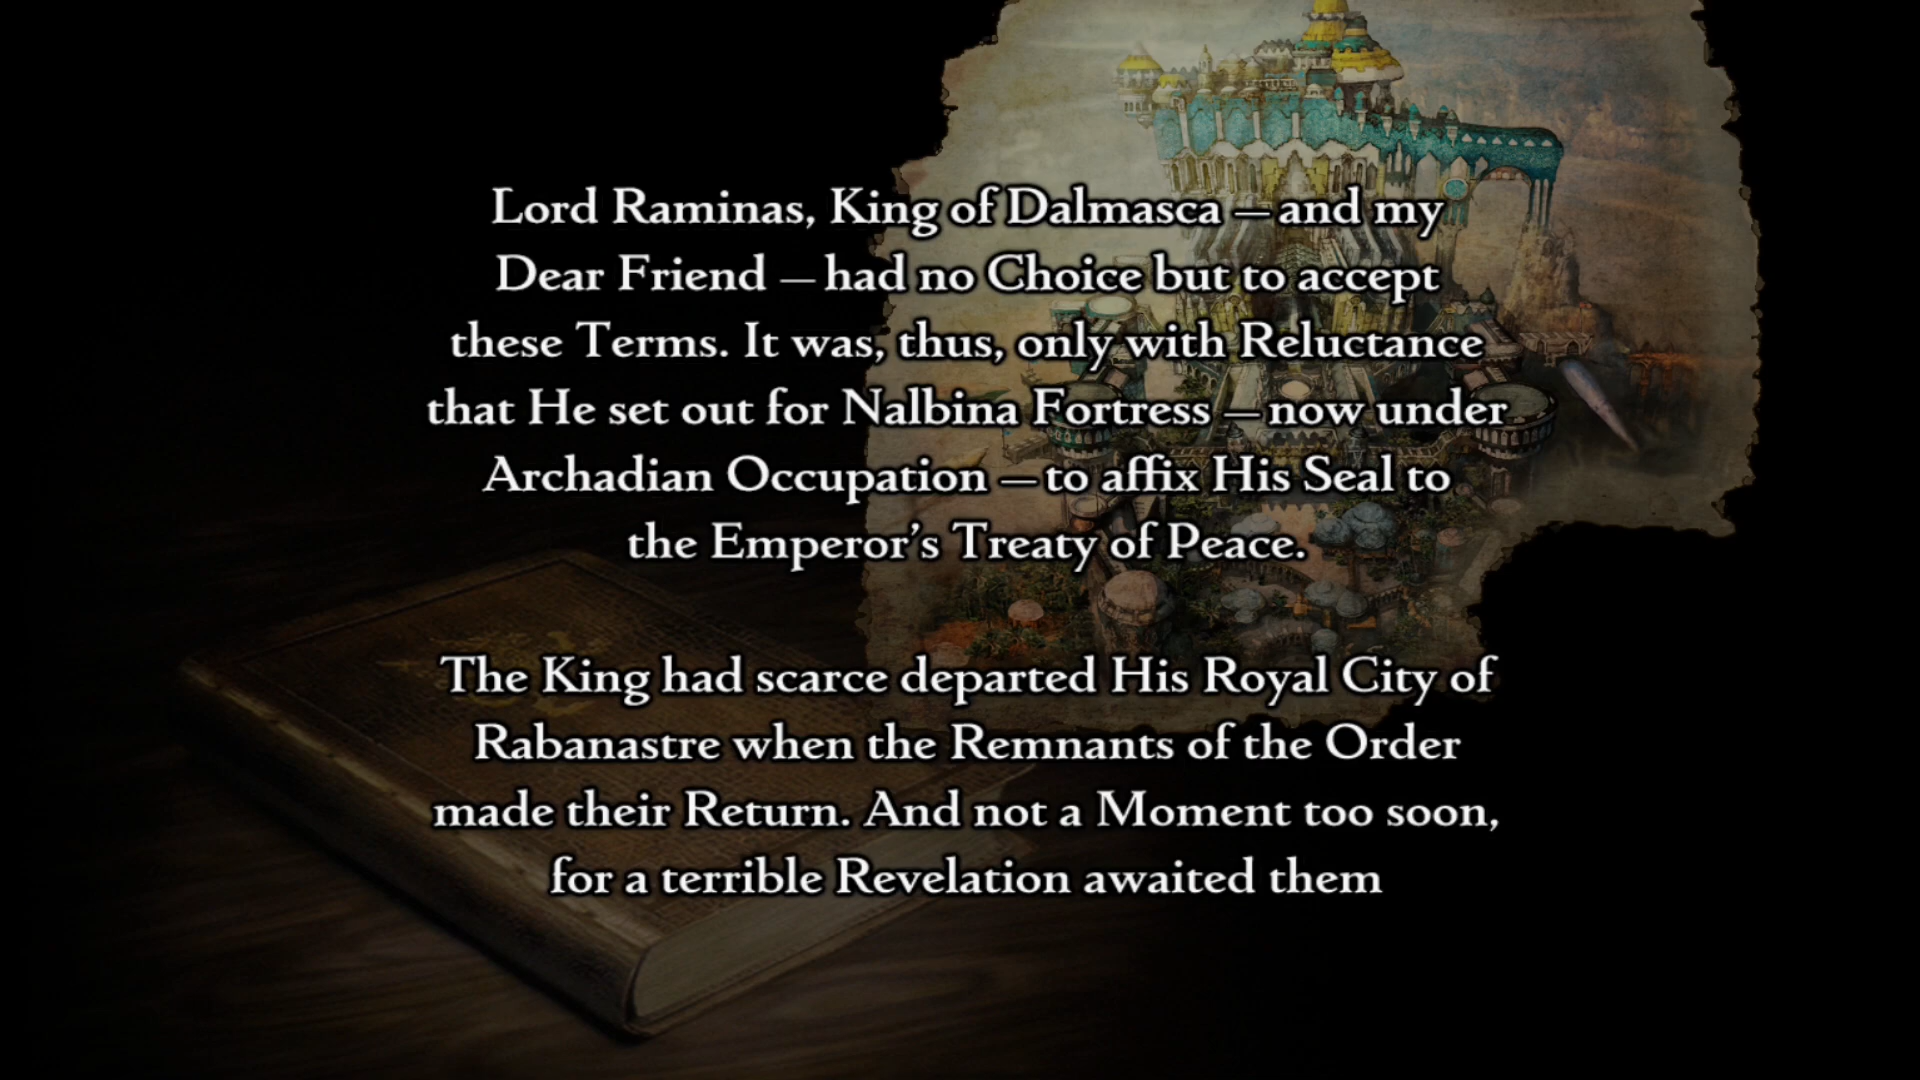 Lord Raminas, King of Dalmasca — and my
Dear Friend — had no Choice but to accept
these Terms. It was, thus, only with Reluctance
that He set out for Nalbina Fortress — now under
Archadian Occupation — to affix His Seal to
the Emperor’s Treaty of Peace.
The King had scarce departed His Royal City of
Rabanastre when the Remnants of the Order
made their Return. And not a Moment too soon,
for a terrible Revelation awaited them